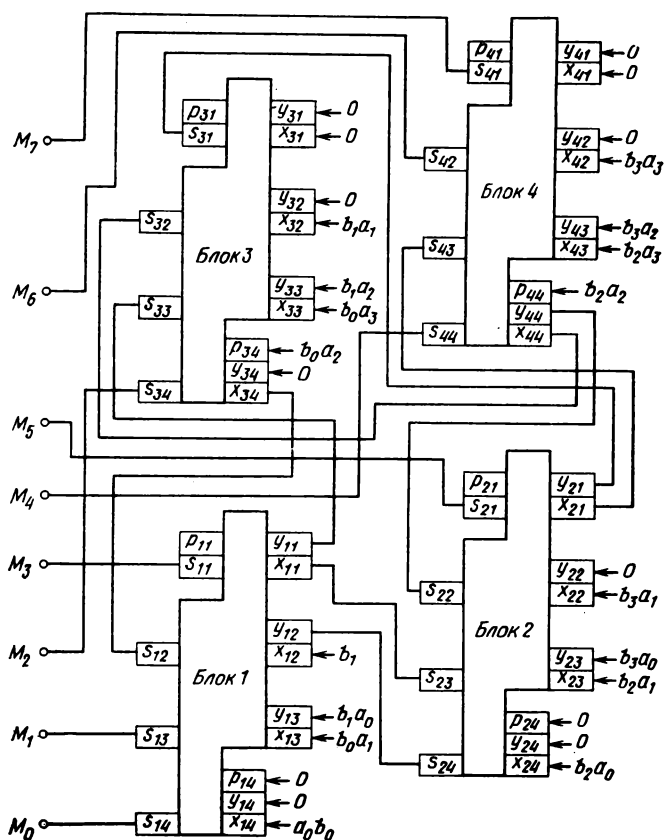 M₇
M₆
M₅
M₄
M₃
M₂
M₁
M₀
Блок 3
p₃₁
s₃₁
s₃₂
s₃₃
s₃₄
y₃₁ 0
x₃₁ 0
y₃₂ 0
x₃₂ b₁a₁
y₃₃ b₁a₂
x₃₃ b₀a₃
p₃₄ b₀a₂
y₃₄ 0
x₃₄
Блок 4
p₄₁
s₄₁
s₄₂
s₄₃
s₄₄
y₄₁ 0
x₄₁ 0
y₄₂ 0
x₄₂ b₃a₃
y₄₃ b₃a₂
x₄₃ b₂a₃
p₄₄ b₂a₂
y₄₄
x₄₄
Блок 1
p₁₁
s₁₁
s₁₂
s₁₃
s₁₄
y₁₁
x₁₁
y₁₂
x₁₂ b₁
y₁₃ b₁a₀
x₁₃ b₀a₁
p₁₄ 0
y₁₄ 0
x₁₄ a₀b₀
Блок 2
p₂₁
s₂₁
s₂₂
s₂₃
s₂₄
y₂₁
x₂₁
y₂₂ 0
x₂₂ b₃a₁
y₂₃ b₃a₀
x₂₃ b₂a₁
p₂₄ 0
y₂₄ 0
x₂₄ b₂a₀